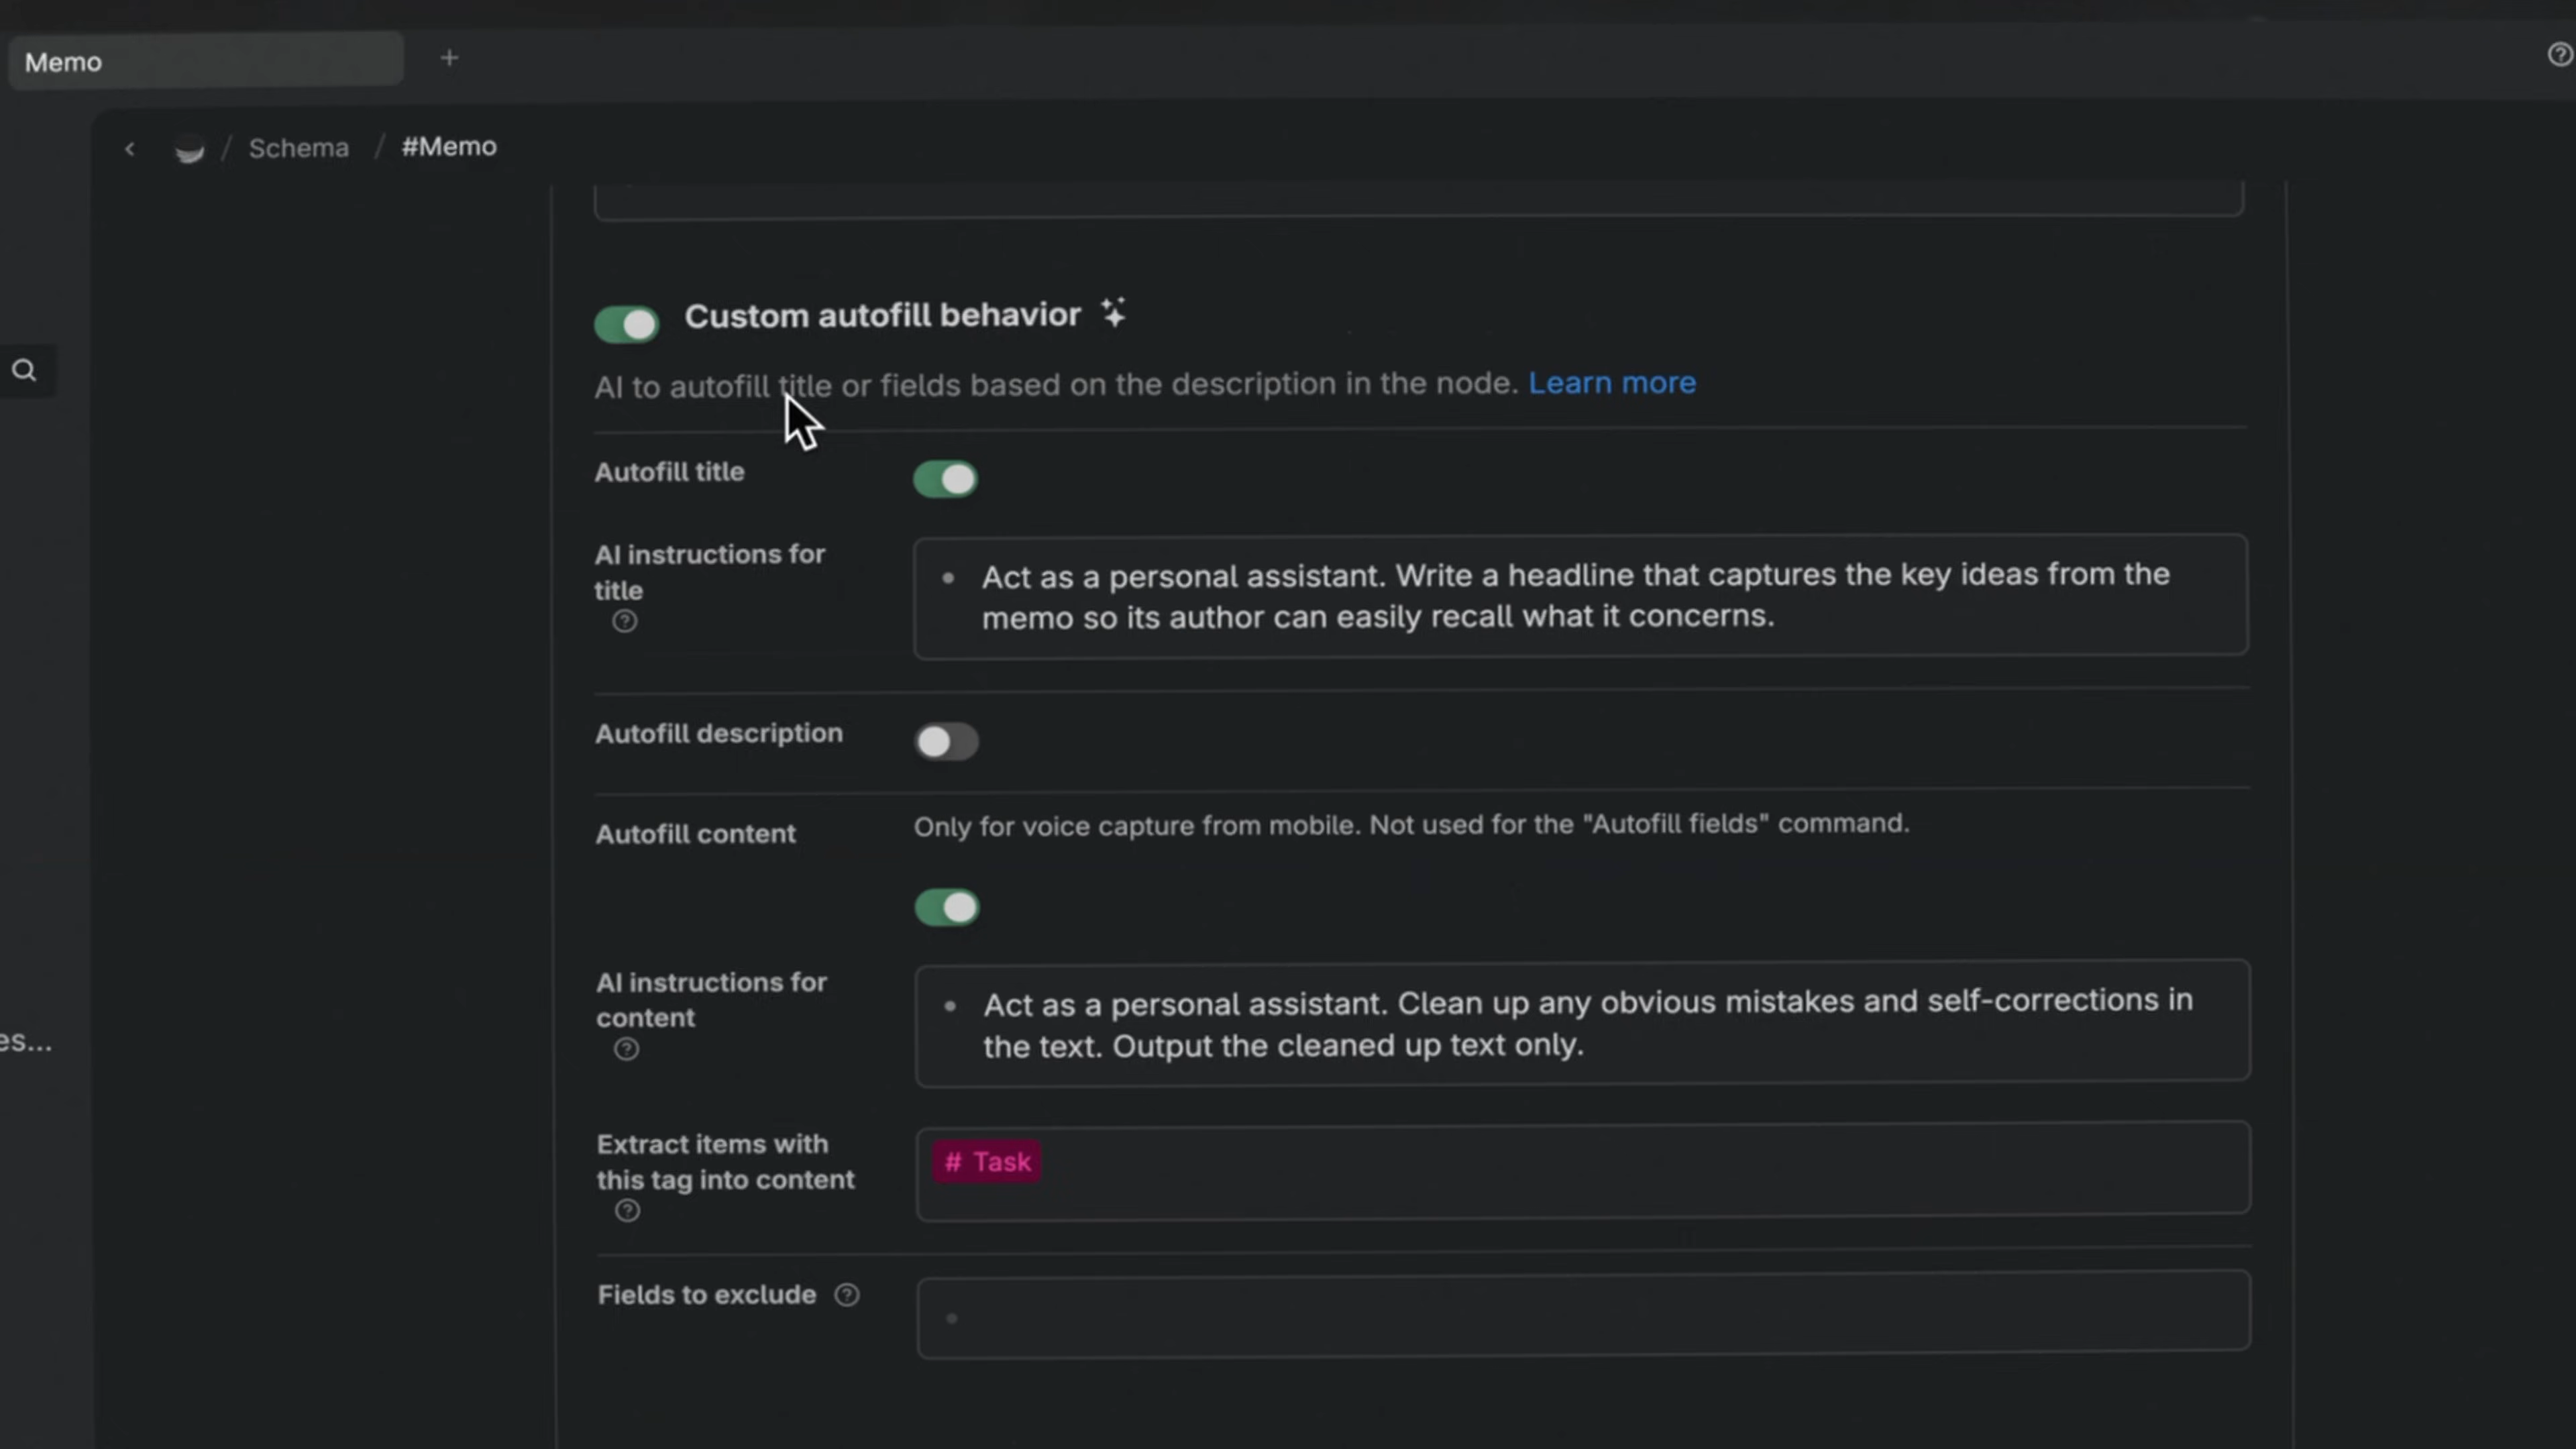 Memo
/ Schema / #Memo
Custom autofill behavior
AI to autofill title or fields based on the description in the node. Learn more
Autofill title
AI instructions for
title
Act as a personal assistant. Write a headline that captures the key ideas from the
memo so its author can easily recall what it concerns.
Autofill description
Autofill content
Only for voice capture from mobile. Not used for the "Autofill fields" command.
AI instructions for
content
Act as a personal assistant. Clean up any obvious mistakes and self-corrections in
the text. Output the cleaned up text only.
es...
Extract items with
this tag into content
# Task
Fields to exclude